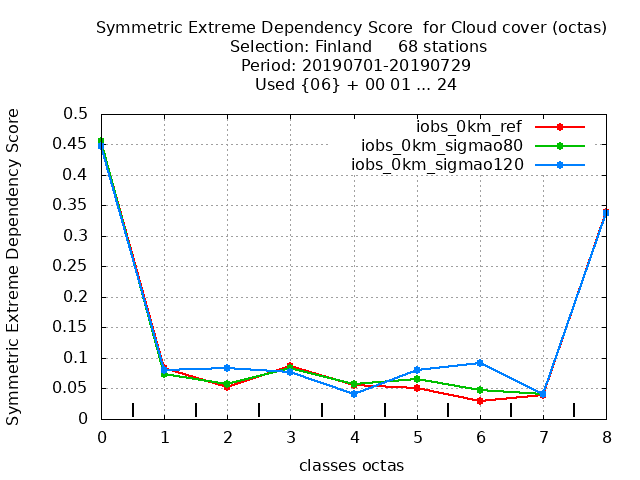 Symmetric Extreme Dependency Score  for Cloud cover (octas)
Selection: Finland     68 stations
Period: 20190701-20190729
Used {06} + 00 01 ... 24
Symmetric Extreme Dependency Score
0.5
0.45
0.4
0.35
0.3
0.25
0.2
0.15
0.1
0.05
0
iobs_0km_ref
iobs_0km_sigmao80
iobs_0km_sigmao120
0 1 2 3 4 5 6 7 8
classes octas